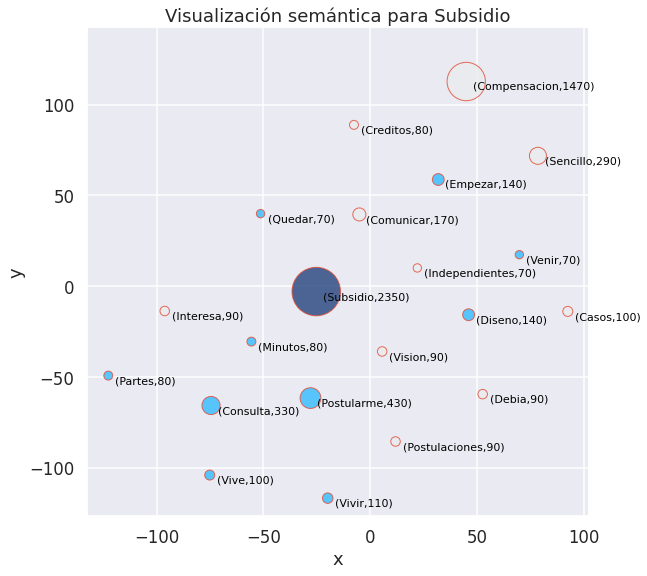 Visualización semántica para Subsidio
(Compensacion,1470)
(Creditos,80)
(Sencillo,290)
(Empezar,140)
(Quedar,70)
(Comunicar,170)
(Venir,70)
(Independientes,70)
(Subsidio,2350)
(Interesa,90)
(Diseno,140)
(Casos,100)
(Minutos,80)
(Vision,90)
(Partes,80)
(Consulta,330)
(Postularme,430)
(Debia,90)
(Postulaciones,90)
(Vive,100)
(Vivir,110)
100
50
0
−50
−100
y
−100
−50
0
50
100
x